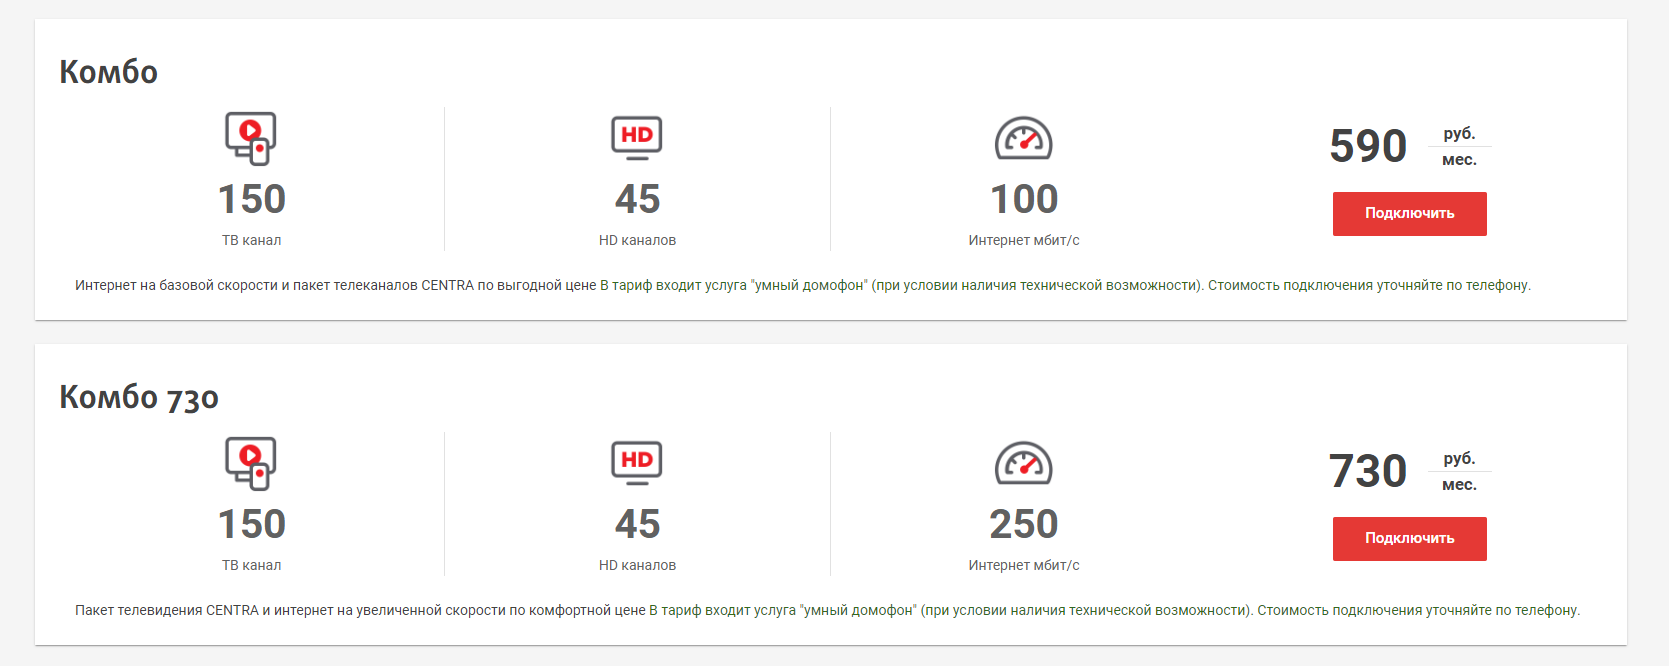 Комбо
HD
150
45
100
590
руб.
мес.
ТВ канал
HD каналов
Интернет мбит/с
Подключить
Интернет на базовой скорости и пакет телеканалов CENTRA по выгодной цене В тариф входит услуга "умный домофон" (при условии наличия технической возможности). Стоимость подключения уточняйте по телефону.
Комбо 730
HD
150
45
250
730
руб.
мес.
ТВ канал
HD каналов
Интернет мбит/с
Подключить
Пакет телевидения CENTRA и интернет на увеличенной скорости по комфортной цене В тариф входит услуга "умный домофон" (при условии наличия технической возможности). Стоимость подключения уточняйте по телефону.